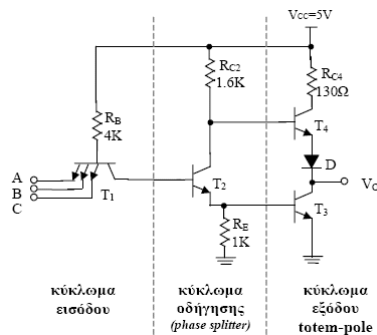 Vcc=5V
RC2
1.6K
RC4
130Ω
RB
4K
T4
D
A
B
C
T1
T2
T3
VO
RE
1K
κύκλωμα
εισόδου
κύκλωμα
οδήγησης
(phase splitter)
κύκλωμα
εξόδου
totem-pole